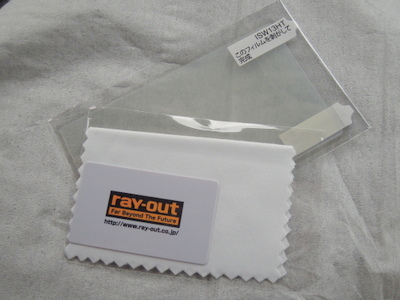 ISW13HT
このフィルムを剥がして
完成
ray-out
Far Beyond The Future
http://www.ray-out.co.jp/